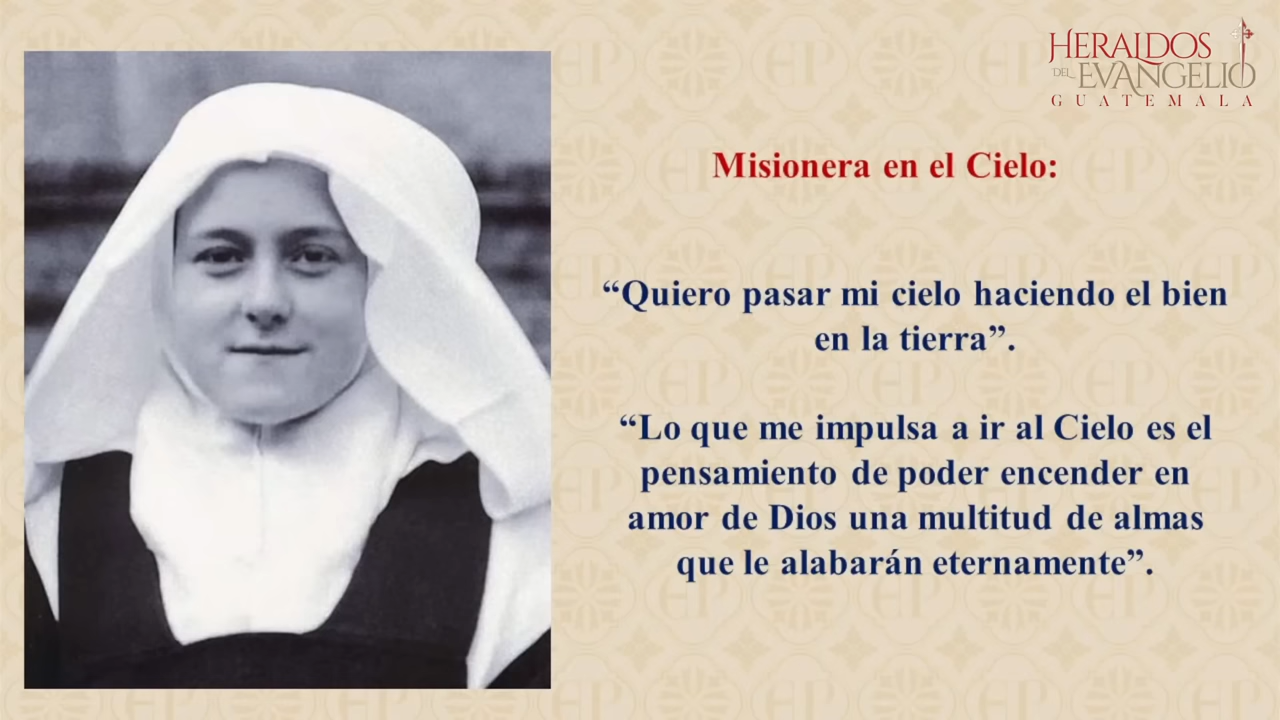 HERALDOS
DEL EVANGELIO
GUATEMALA
Misionera en el Cielo:
“Quiero pasar mi cielo haciendo el bien
en la tierra”.
“Lo que me impulsa a ir al Cielo es el
pensamiento de poder encender en
amor de Dios una multitud de almas
que le alabarán eternamente”.